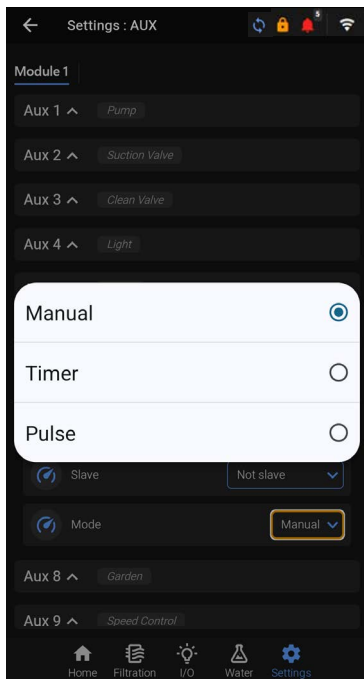 Settings : AUX
5
Module 1
Aux 1 Pump
Aux 2 Suction Valve
Aux 3 Clean Valve
Aux 4 Light
Manual
Timer
Pulse
Slave Not slave
Mode Manual
Aux 8 Garden
Aux 9 Speed Control
Home Filtration I/O Water Settings